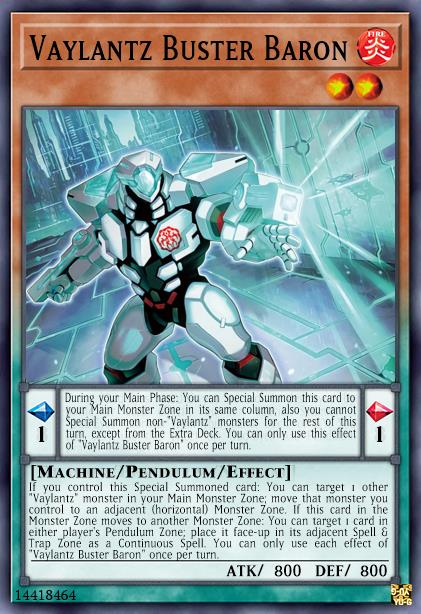 Vaylantz Buster Baron
FIRE
炎
During your Main Phase: You can Special Summon this card to
your Main Monster Zone in its same column, also you cannot
Special Summon non-"Vaylantz" monsters for the rest of this
turn, except from the Extra Deck. You can only use this effect
of "Vaylantz Buster Baron" once per turn.
1
1
[Machine/Pendulum/Effect]
If you control this Special Summoned card: You can target 1 other
"Vaylantz" monster in your Main Monster Zone; move that monster you
control to an adjacent (horizontal) Monster Zone. If this card in the
Monster Zone moves to another Monster Zone: You can target 1 card in
either player's Pendulum Zone; place it face-up in its adjacent Spell &
Trap Zone as a Continuous Spell. You can only use each effect of
"Vaylantz Buster Baron" once per turn.
ATK/ 800 DEF/ 800
14418464